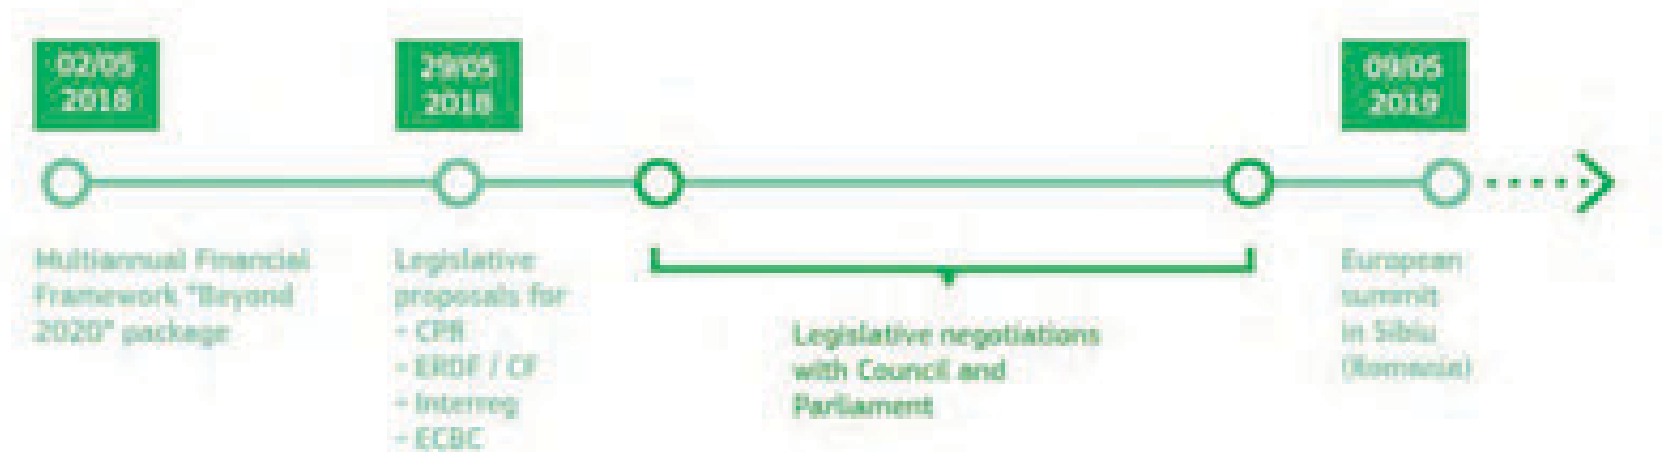 02/05
2018
29/05
2018
09/05
2019
Multiannual Financial
Framework "Beyond
2020" package
Legislative
proposals for
- CPR
- ERDF / CF
- Interreg
- ECBC
Legislative negotiations
with Council and
Parliament
European
summit
in Sibiu
(Romania)